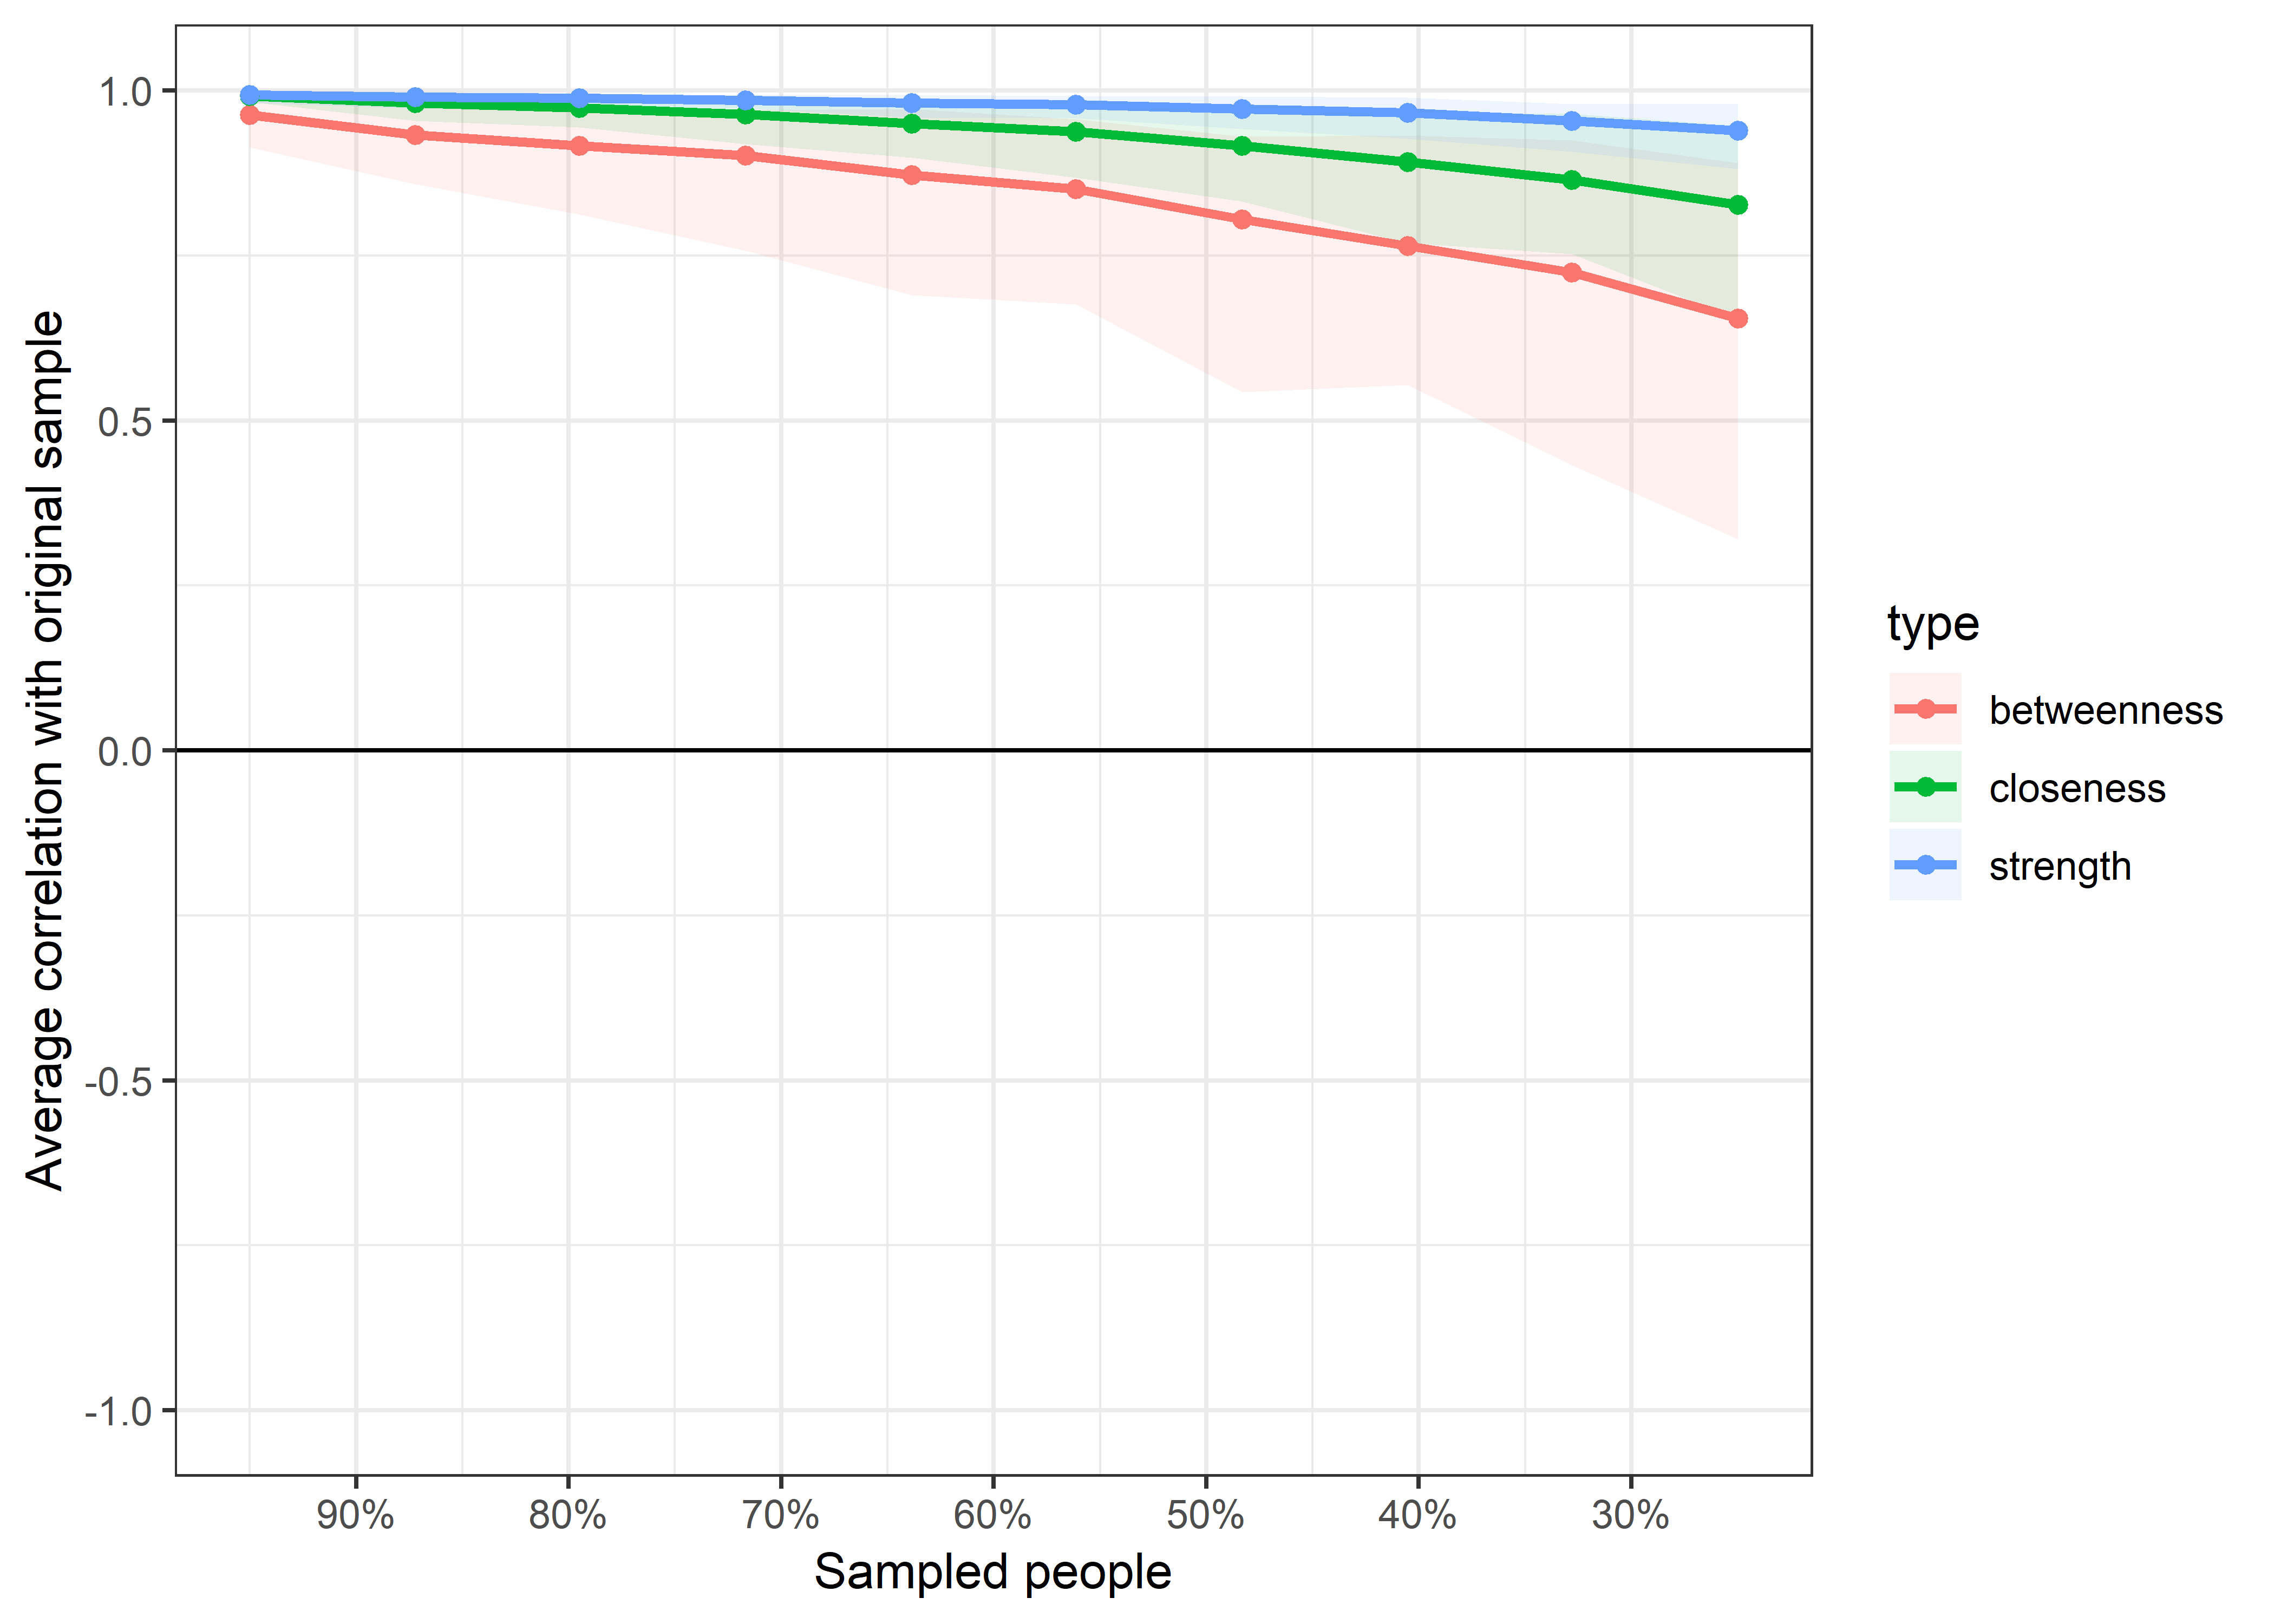 Average correlation with original sample
1.0
0.5
0.0
-0.5
-1.0
90% 80% 70% 60% 50% 40% 30%
Sampled people
type
betweenness
closeness
strength